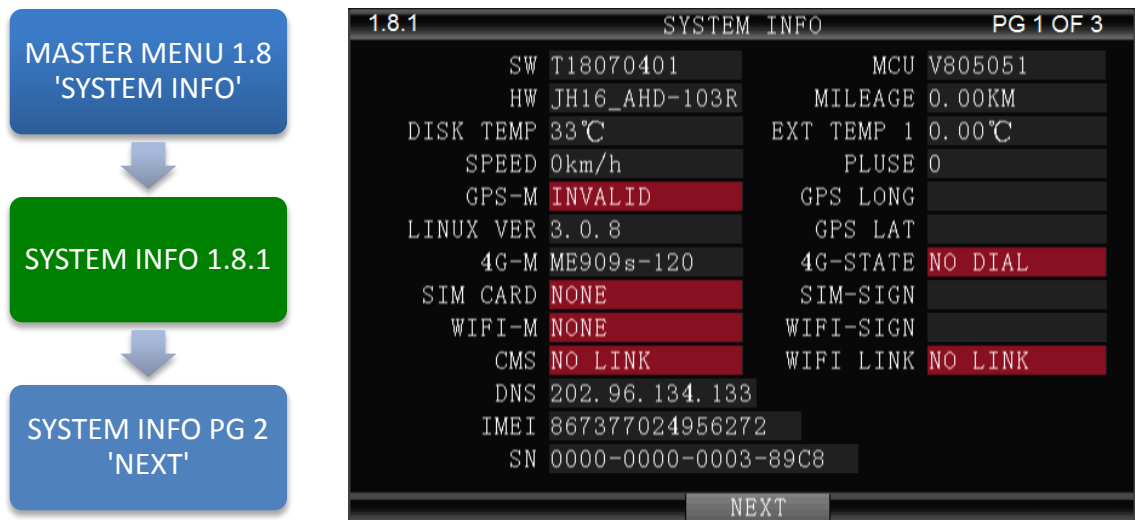 MASTER MENU 1.8
'SYSTEM INFO'
SYSTEM INFO 1.8.1
SYSTEM INFO PG 2
'NEXT'
1.8.1 SYSTEM INFO PG 1 OF 3
SW T18070401 MCU V805051
HW JH16_AHD-103R MILEAGE 0.00KM
DISK TEMP 33℃ EXT TEMP 1 0.00℃
SPEED 0km/h PLUSE 0
GPS-M INVALID GPS LONG
LINUX VER 3.0.8 GPS LAT
4G-M ME909s-120 4G-STATE NO DIAL
SIM CARD NONE SIM-SIGN
WIFI-M NONE WIFI-SIGN
CMS NO LINK WIFI LINK NO LINK
DNS 202.96.134.133
IMEI 867377024956272
SN 0000-0000-0003-89C8
NEXT